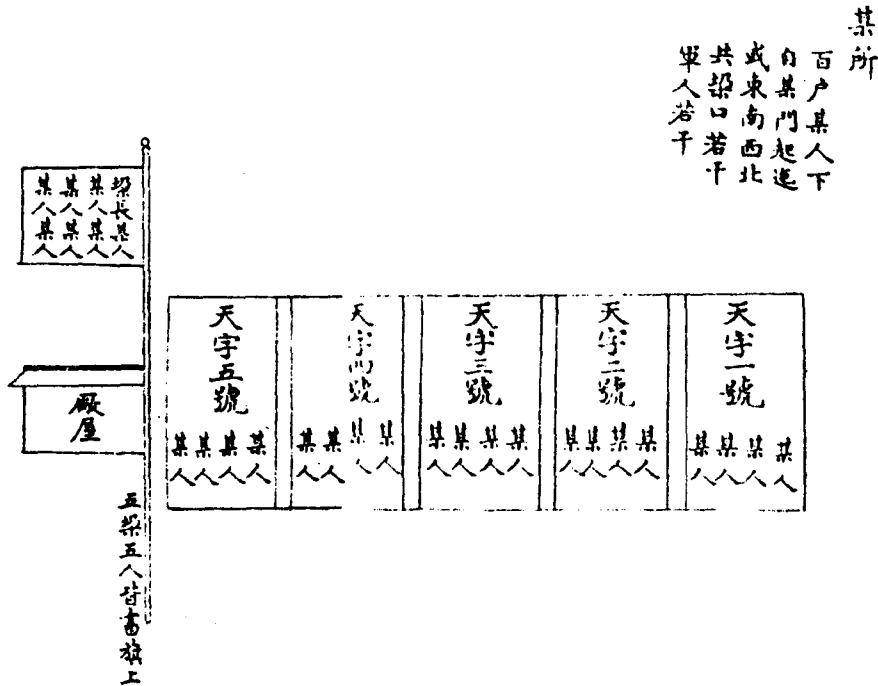 某所
百户某人下
自某門起迤
或東南西北
共垜口若干
軍人若干
天字一號
某人
某人
某人
某人
天字二號
某人
某人
某人
某人
天字三號
某人
某人
某人
某人
天字四號
某人
某人
某人
某人
天字五號
某人
某人
某人
某人
垜長某人
某人某人
某人某人
某人某人
厰屋
五垜五人皆書旗上